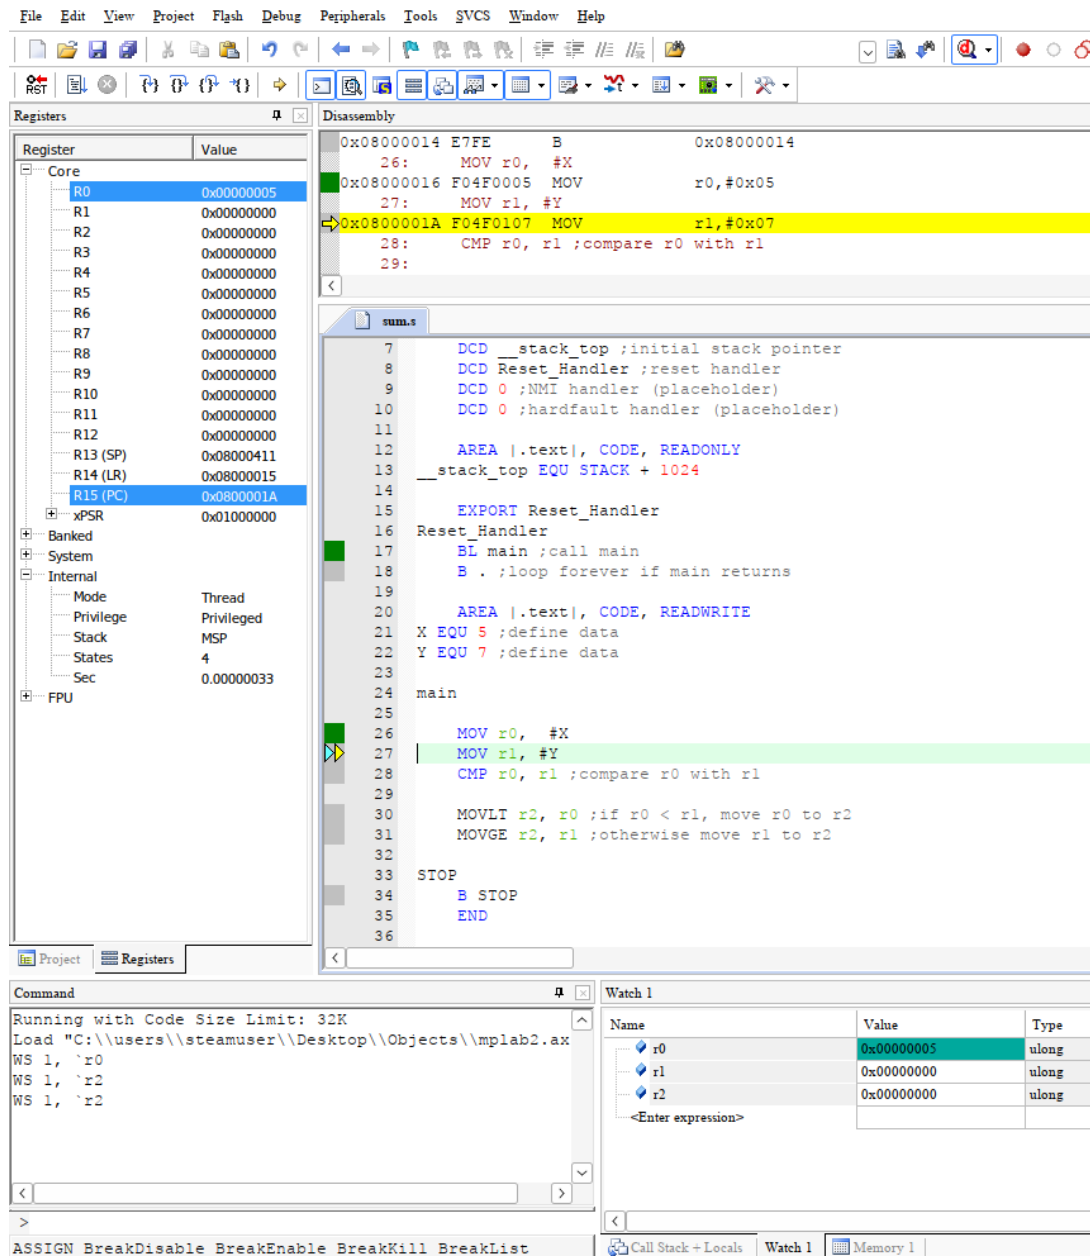 File Edit View Project Flash Debug Peripherals Tools SVCS Window Help
RST
Registers
Register Value
Core
R0 0x00000005
R1 0x00000000
R2 0x00000000
R3 0x00000000
R4 0x00000000
R5 0x00000000
R6 0x00000000
R7 0x00000000
R8 0x00000000
R9 0x00000000
R10 0x00000000
R11 0x00000000
R12 0x00000000
R13 (SP) 0x08000411
R14 (LR) 0x08000015
R15 (PC) 0x0800001A
xPSR 0x01000000
Banked
System
Internal
Mode Thread
Privilege Privileged
Stack MSP
States 4
Sec 0.00000033
FPU
Project Registers
Disassembly
0x08000014 E7FE B 0x08000014
26: MOV r0, #X
0x08000016 F04F0005 MOV r0,#0x05
27: MOV r1, #Y
0x0800001A F04F0107 MOV r1,#0x07
28: CMP r0, r1 ;compare r0 with r1
29:
sum.s
7 DCD __stack_top ;initial stack pointer
8 DCD Reset_Handler ;reset handler
9 DCD 0 ;NMI handler (placeholder)
10 DCD 0 ;hardfault handler (placeholder)
11
12 AREA |.text|, CODE, READONLY
13 __stack_top EQU STACK + 1024
14
15 EXPORT Reset_Handler
16 Reset_Handler
17 BL main ;call main
18 B . ;loop forever if main returns
19
20 AREA |.text|, CODE, READWRITE
21 X EQU 5 ;define data
22 Y EQU 7 ;define data
23
24 main
25
26 MOV r0, #X
27 MOV r1, #Y
28 CMP r0, r1 ;compare r0 with r1
29
30 MOVLT r2, r0 ;if r0 < r1, move r0 to r2
31 MOVGE r2, r1 ;otherwise move r1 to r2
32
33 STOP
34 B STOP
35 END
36
Command
Running with Code Size Limit: 32K
Load "C:\\users\\steamuser\\Desktop\\Objects\\mplab2.ax
WS 1, `r0
WS 1, `r2
WS 1, `r2
>
ASSIGN BreakDisable BreakEnable BreakKill BreakList
Watch 1
Name Value Type
r0 0x00000005 ulong
r1 0x00000000 ulong
r2 0x00000000 ulong
<Enter expression>
Call Stack + Locals Watch 1 Memory 1